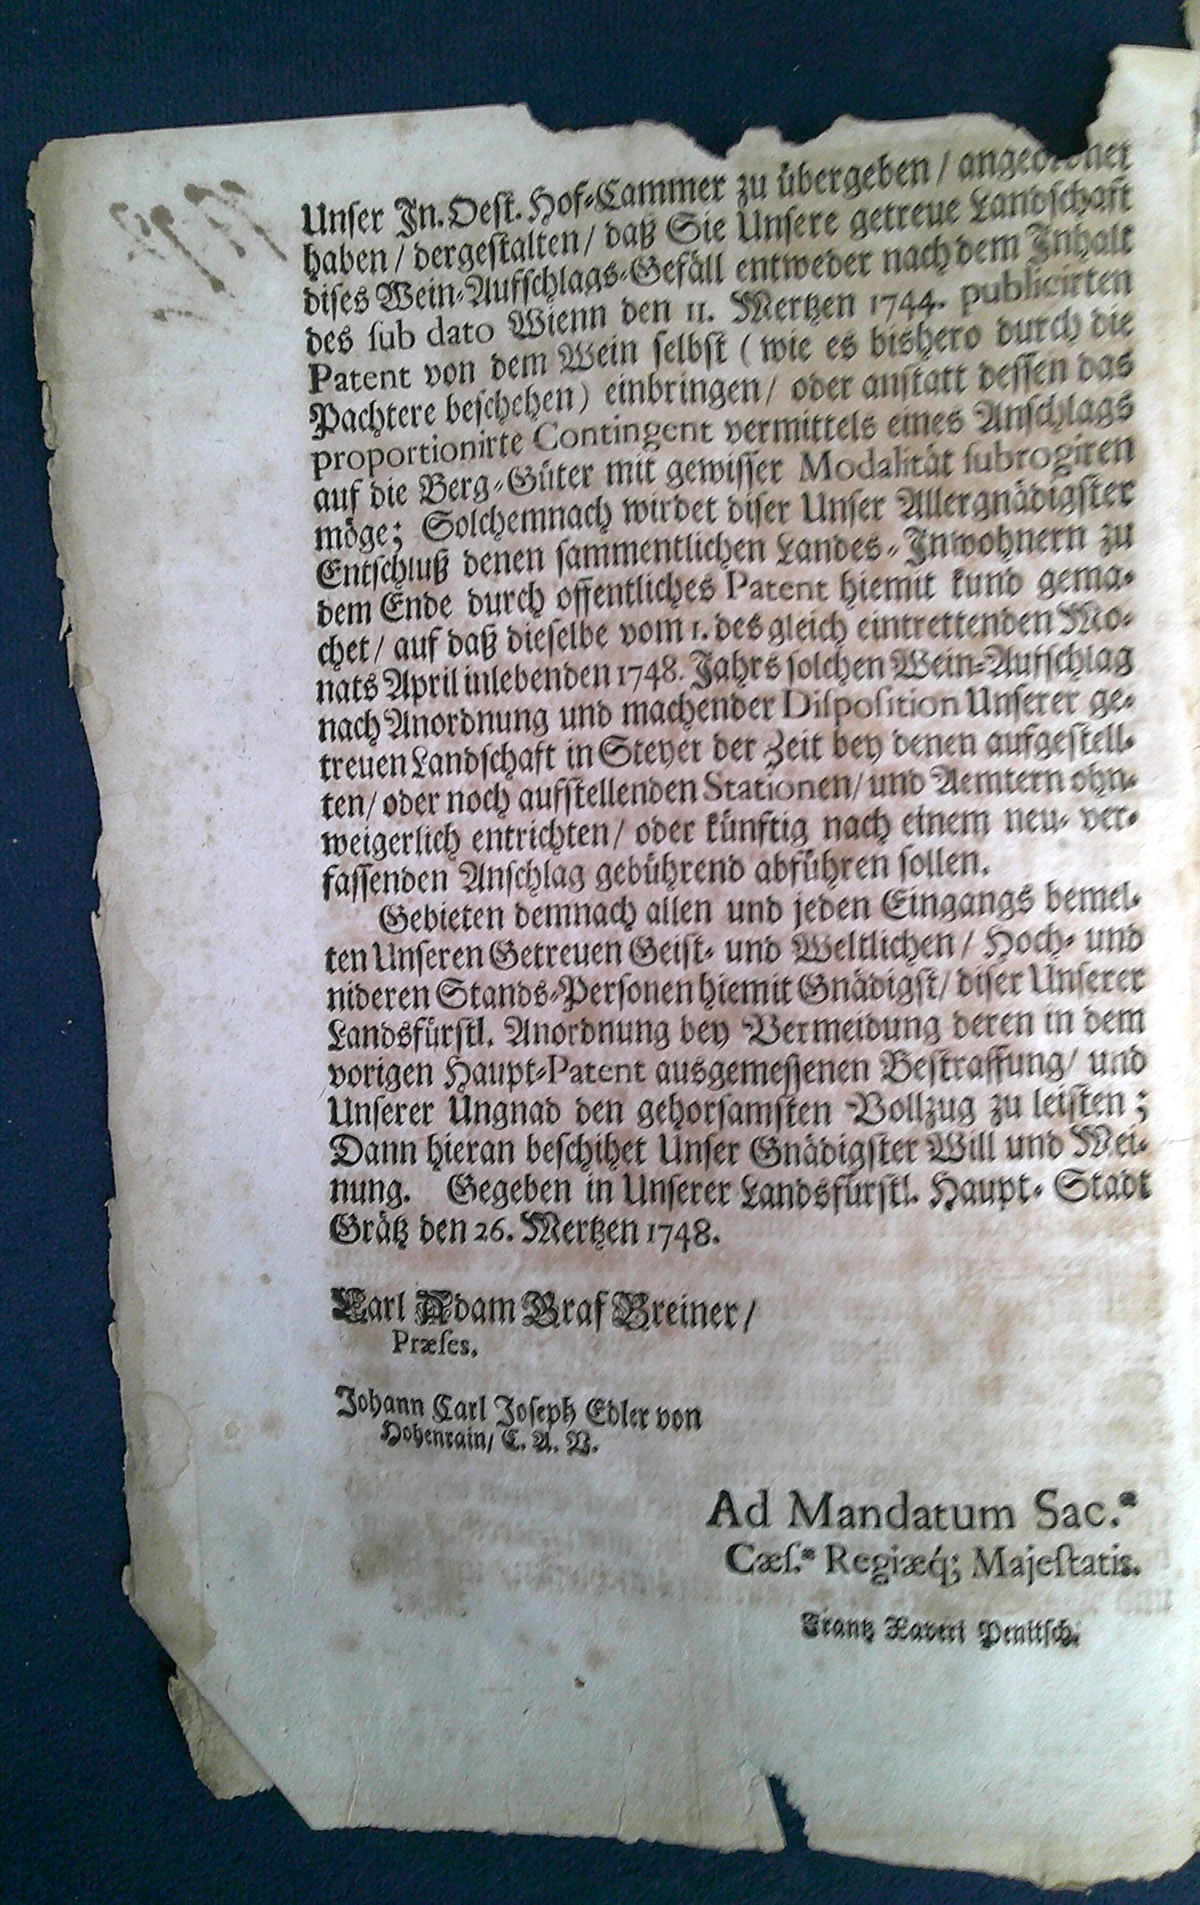 Unser In. Oest. Hof-Cammer zu übergeben / angeordnet
haben / dergestalten / daß Sie Unsere getreue Landschaft
dises Wein-Aufschlags-Gefäll entweder nach dem Inhalt
des sub dato Wienn den 11. Mertzen 1744. publicirten
Patent von dem Wein selbst ( wie es bishero durch die
Pachtere beschehen) einbringen / oder anstatt dessen das
proportionirte Contingent vermittels eines Anschlags
auf die Berg-Güter mit gewisser Modalität subrogiren
möge; Solchemnach wirdet diser Unser Allergnädigster
Entschluß denen sammentlichen Landes-Inwohnern zu
dem Ende durch offentliches Patent hiemit kund gema-
chet / auf daß dieselbe vom 1. des gleich eintrettenden Mo-
nats April inlebenden 1748. Jahrs solchen Wein-Aufschlag
nach Anordnung und machender Disposition Unserer ge-
treuen Landschaft in Steyer der Zeit bey denen aufgestell-
ten / oder noch aufstellenden Stationen / und Aemtern ohn-
weigerlich entrichten / oder künftig nach einem neu- ver-
fassenden Anschlag gebührend abführen sollen.
Gebieten demnach allen und jeden Eingangs bemel-
ten Unseren Getreuen Geist- und Weltlichen / Hoch- und
nideren Stands-Personen hiemit Gnädigst / diser Unserer
Landsfürstl. Anordnung bey Vermeidung deren in dem
vorigen Haupt-Patent ausgemessenen Bestraffung / und
Unserer Ungnad den gehorsamsten Vollzug zu leisten ;
Dann hieran beschihet Unser Gnädigster Will und Mei-
nung. Gegeben in Unserer Landsfürstl. Haupt- Stadt
Grätz den 26. Mertzen 1748.
Carl Adam Graf Breiner /
Præses.
Johann Carl Joseph Edler von
Hohenrain / C. A. V.
Ad Mandatum Sac.æ
Cæs.æ Regiæq́; Majestatis.
Frantz Xaveri Penitsch.